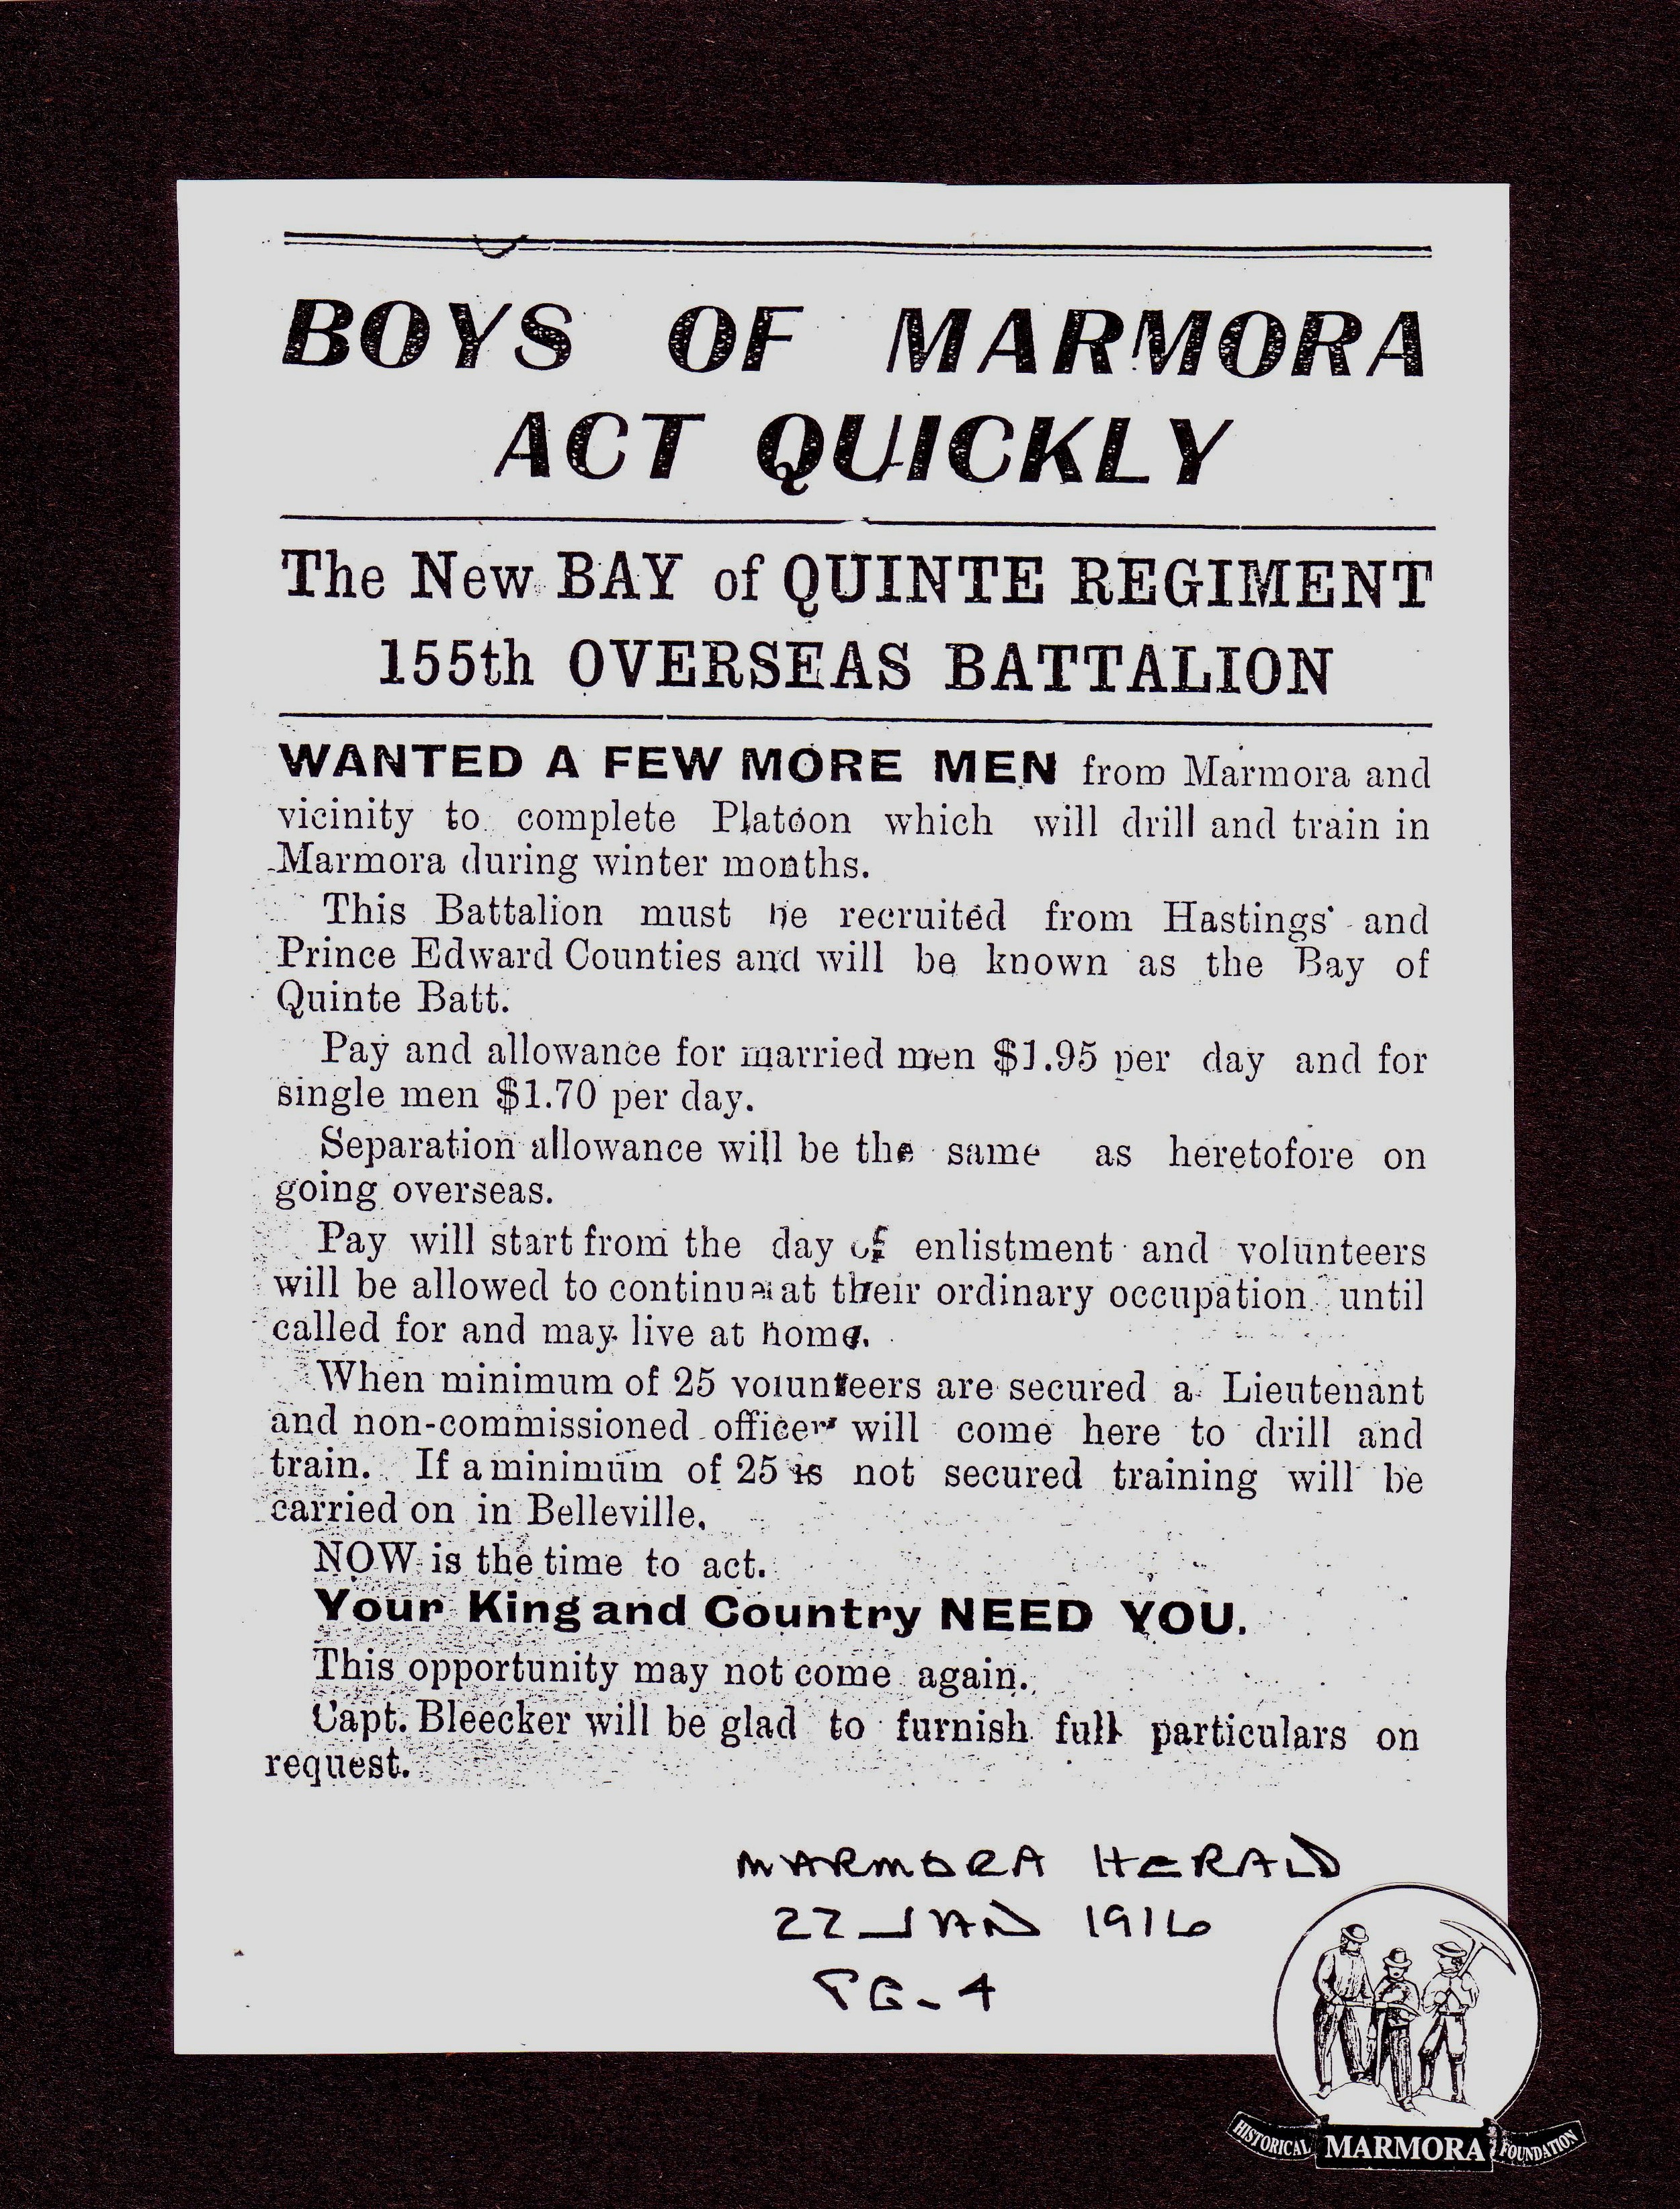 BOYS OF MARMORA
ACT QUICKLY
The New BAY of QUINTE REGIMENT
155th OVERSEAS BATTALION
WANTED A FEW MORE MEN from Marmora and
vicinity to complete Platoon which will drill and train in
Marmora during winter months.
This Battalion must be recruited from Hastings and
Prince Edward Counties and will be known as the Bay of
Quinte Batt.
Pay and allowance for married men $1.95 per day and for
single men $1.70 per day.
Separation allowance will be the same as heretofore on
going overseas.
Pay will start from the day of enlistment and volunteers
will be allowed to continue at their ordinary occupation until
called for and may live at home.
When minimum of 25 volunteers are secured a Lieutenant
and non-commissioned officers will come here to drill and
train. If a minimum of 25 is not secured training will be
carried on in Belleville.
NOW is the time to act.
Your King and Country NEED YOU.
This opportunity may not come again.
Capt. Bleecker will be glad to furnish full particulars on
request.
MARMORA HERALD
22 JAN 1916
PG-4
HISTORICAL MARMORA FOUNDATION